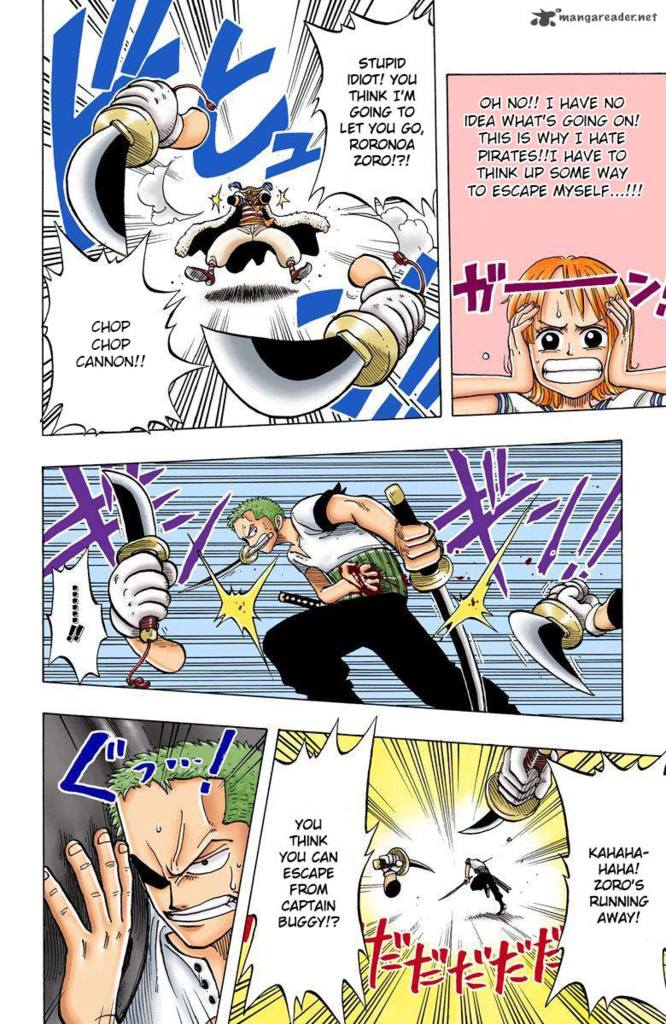 mangareader.net
OH NO!! I HAVE NO
IDEA WHAT'S GOING ON!
THIS IS WHY I HATE
PIRATES!!I HAVE TO
THINK UP SOME WAY
TO ESCAPE MYSELF...!!!
ガーン!
STUPID
IDIOT! YOU
THINK I'M
GOING TO
LET YOU GO,
RORONOA
ZORO!?!
CHOP
CHOP
CANNON!!
ギギ!!!
ギギ
.......!!
KAHAHA-
HAHA!
ZORO'S
RUNNING
AWAY!
YOU
THINK
YOU CAN
ESCAPE
FROM
CAPTAIN
BUGGY!?
だだだだだ
ぐっ...!